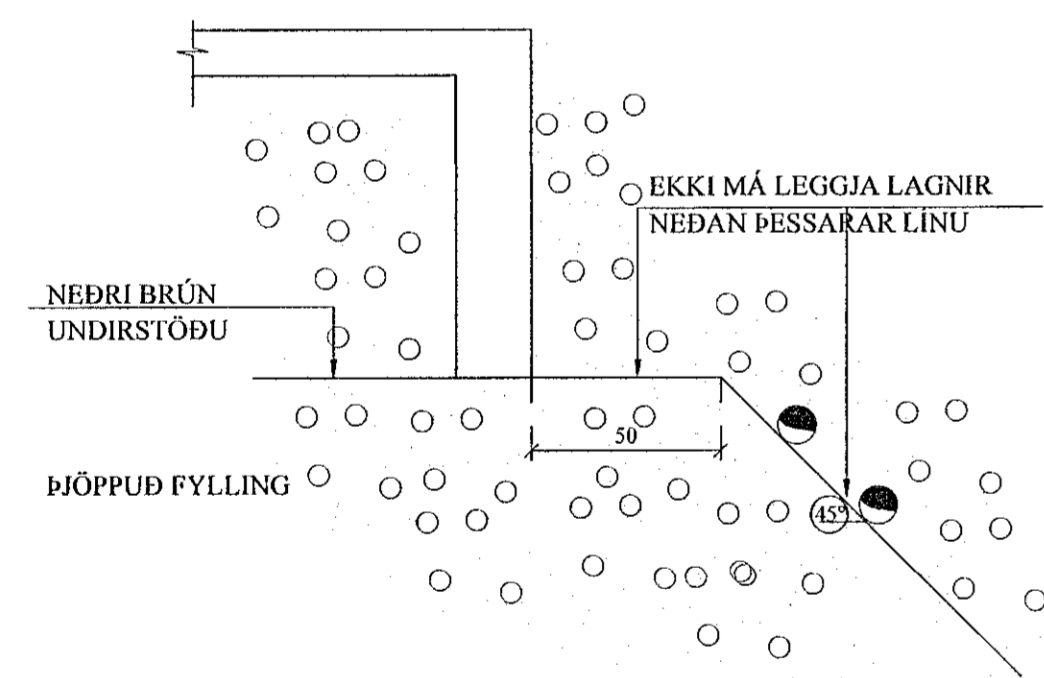 EKKI MÁ LEGGJA LAGNIR
NEÐAN ÞESSARAR LÍNU
NEÐRI BRÚN
UNDIRSTÖÐU
50
ÞJÖPPUÐ FYLLING
45°